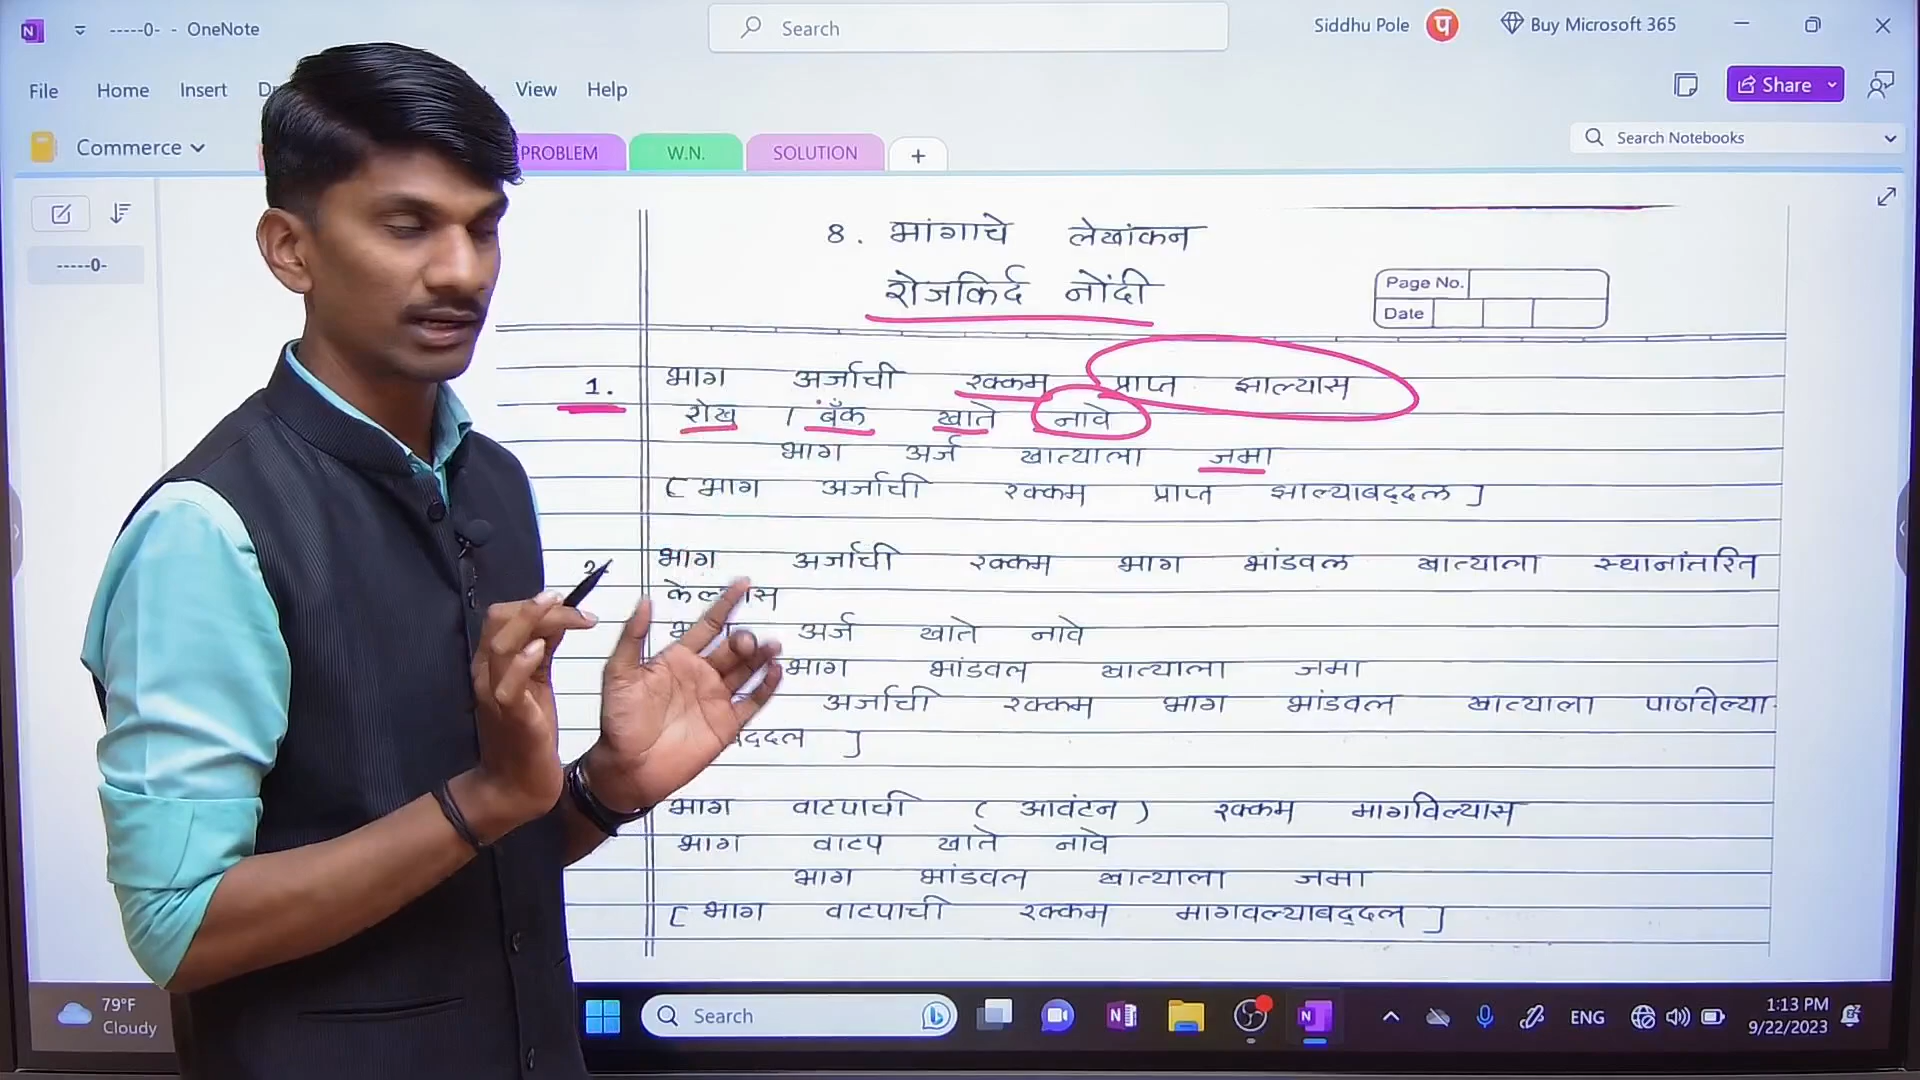 -----0- - OneNote
Search
Siddhu Pole
प
Buy Microsoft 365
File Home Insert View Help
Share
Commerce
PROBLEM W.N. SOLUTION +
Search Notebooks
-----0-
8. भांगाचे लेखांकन
रोजकिर्द नोंदी
Page No.
Date
1. भाग अर्जाची रक्कम प्राप्त झाल्यास
रोख / बँक खाते नावे
भाग अर्ज खात्याला जमा
[ भाग अर्जाची रक्कम प्राप्त झाल्याबद्दल ]
भाग अर्जाची रक्कम भाग भांडवल खात्याला स्थानांतरित
अर्ज खाते नावे
भाग भांडवल खात्याला जमा
अर्जाची रक्कम भाग भांडवल खात्याला पाठविल्या-
]
भाग वाटपाची ( आवंटन ) रक्कम मागविल्यास
भाग वाटप खाते नावे
भाग भांडवल खात्याला जमा
[ भाग वाटपाची रक्कम मागवल्याबद्दल ]
79°F
Cloudy
Search
ENG
1:13 PM
9/22/2023